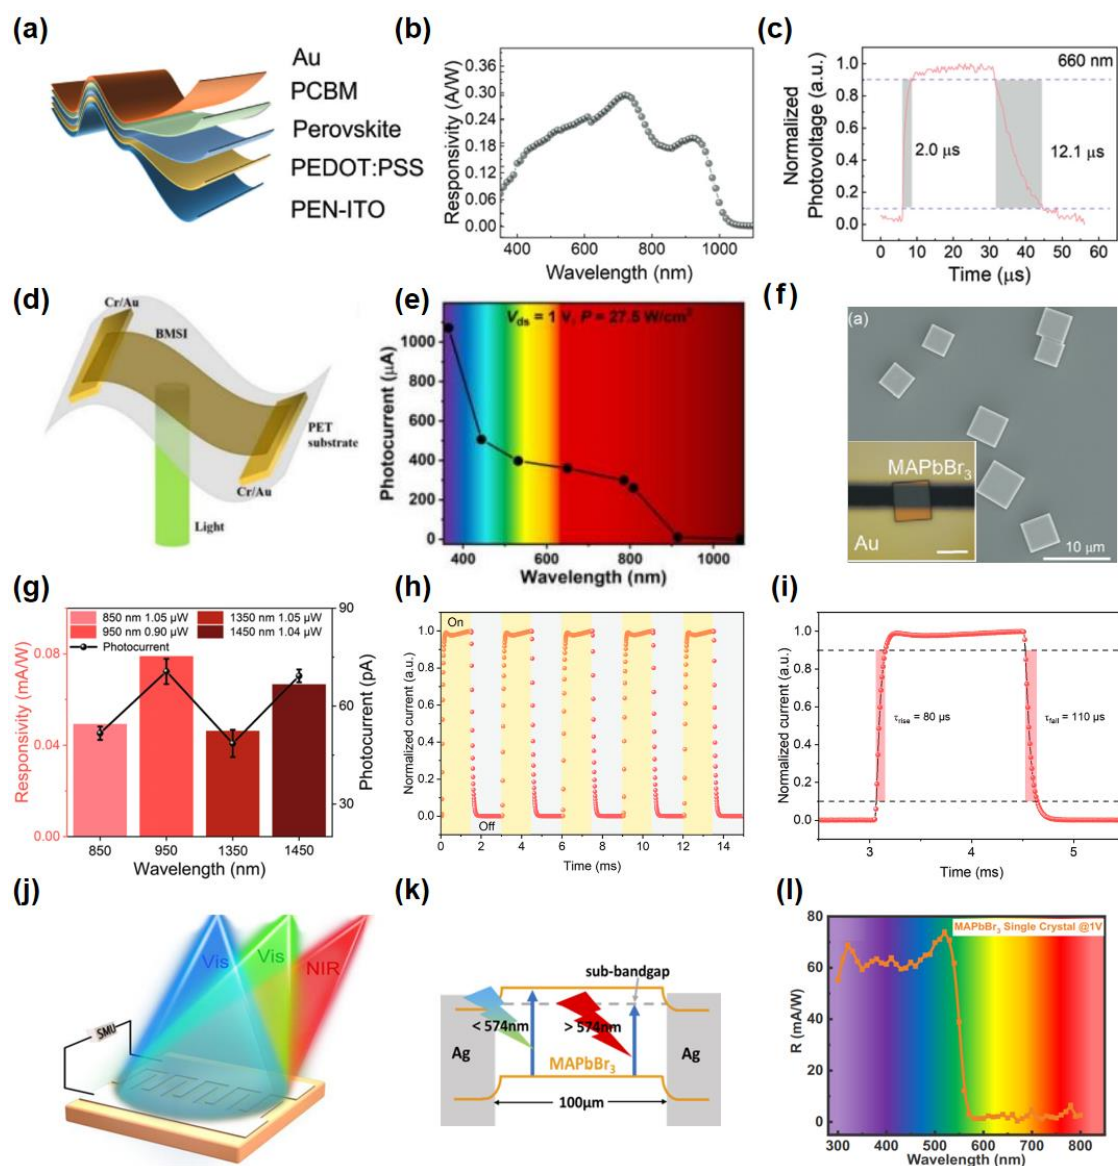 (a)
Au
PCBM
Perovskite
PEDOT:PSS
PEN-ITO
(b)
Responsivity (A/W)
0.36
0.30
0.24
0.18
0.12
0.06
0.00
400 600 800 1000
Wavelength (nm)
(c)
660 nm
Normalized
Photovoltage (a.u.)
1.0
0.8
0.6
0.4
0.2
0.0
2.0 μs
12.1 μs
0 10 20 30 40 50 60
Time (μs)
(d)
Cr/Au
BMSI
PET
substrate
Cr/Au
Light
(e)
V_ds = 1 V, P = 27.5 W/cm²
Photocurrent (μA)
1000
800
600
400
200
0
400 600 800 1000
Wavelength (nm)
(f)
(a)
MAPbBr₃
Au
10 μm
(g)
850 nm 1.05 μW
1350 nm 1.05 μW
950 nm 0.90 μW
1450 nm 1.04 μW
Photocurrent
Responsivity (mA/W)
0.08
0.04
0.00
Photocurrent (pA)
90
60
30
850 950 1350 1450
Wavelength (nm)
(h)
On
Off
Normalized current (a.u.)
1.0
0.8
0.6
0.4
0.2
0.0
0 2 4 6 8 10 12 14
Time (ms)
(i)
Normalized current (a.u.)
1.0
0.8
0.6
0.4
0.2
0.0
τrise = 80 μs
τfall = 110 μs
3 4 5
Time (ms)
(j)
Vis
Vis
NIR
SMU
(k)
sub-bandgap
< 574nm
> 574nm
Ag
Ag
MAPbBr₃
100μm
(l)
MAPbBr₃ Single Crystal @1V
R (mA/W)
80
60
40
20
0
300 400 500 600 700 800
Wavelength (nm)